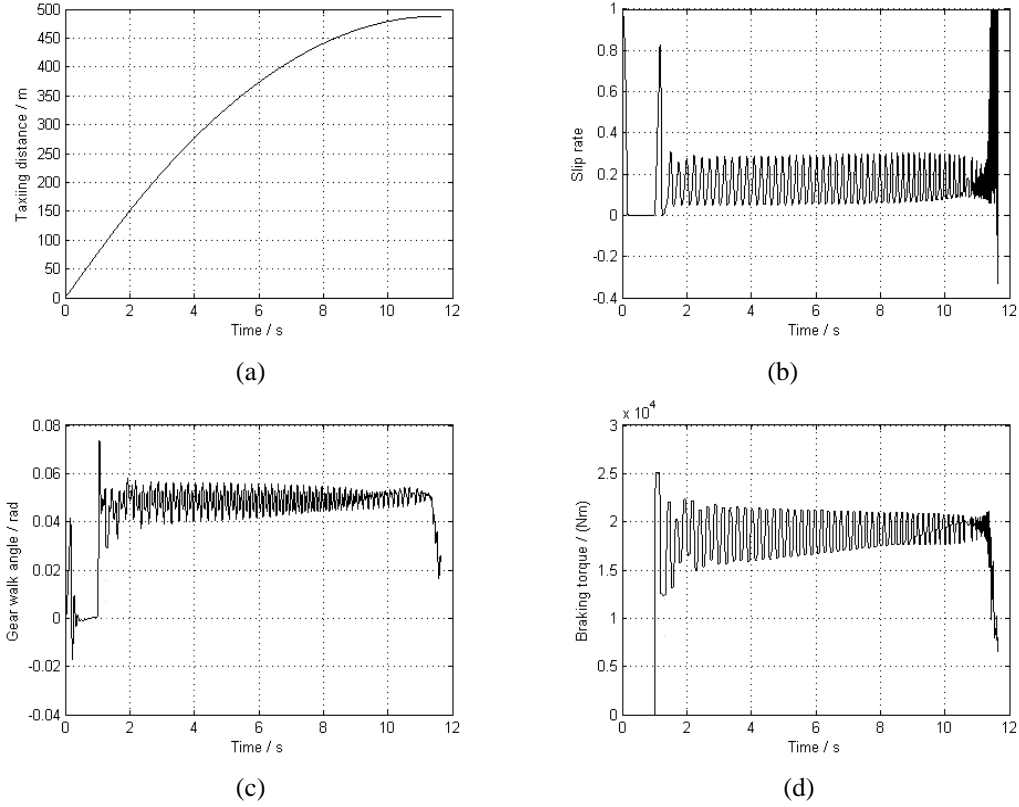 500
450
400
350
300
250
200
150
100
50
0
Taxiing distance / m
0 2 4 6 8 10 12
Time / s
(a)
1
0.8
0.6
0.4
0.2
0
-0.2
-0.4
Slip rate
0 2 4 6 8 10 12
Time / s
(b)
0.08
0.06
0.04
0.02
0
-0.02
-0.04
Gear walk angle / rad
0 2 4 6 8 10 12
Time / s
(c)
x 10⁴
3
2.5
2
1.5
1
0.5
0
Braking torque / (Nm)
0 2 4 6 8 10 12
Time / s
(d)